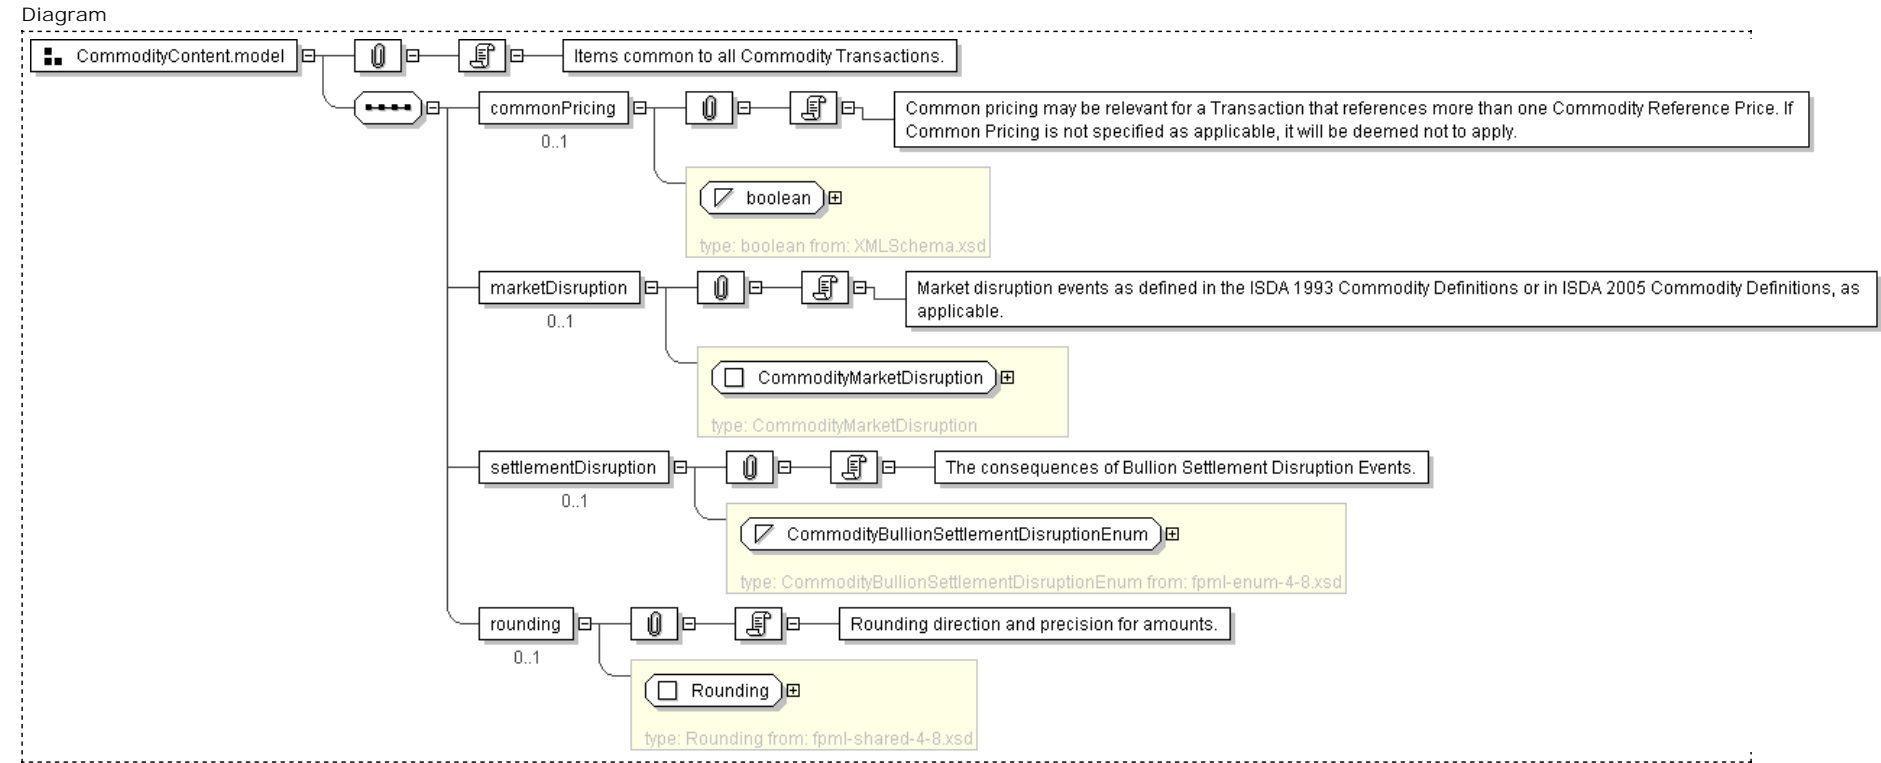 Diagram
CommodityContent.model
Items common to all Commodity Transactions.
commonPricing
0..1
Common pricing may be relevant for a Transaction that references more than one Commodity Reference Price. If
Common Pricing is not specified as applicable, it will be deemed not to apply.
boolean
type: boolean from: XMLSchema.xsd
marketDisruption
0..1
Market disruption events as defined in the ISDA 1993 Commodity Definitions or in ISDA 2005 Commodity Definitions, as
applicable.
CommodityMarketDisruption
type: CommodityMarketDisruption
settlementDisruption
0..1
The consequences of Bullion Settlement Disruption Events.
CommodityBullionSettlementDisruptionEnum
type: CommodityBullionSettlementDisruptionEnum from: fpml-enum-4-8.xsd
rounding
0..1
Rounding direction and precision for amounts.
Rounding
type: Rounding from: fpml-shared-4-8.xsd